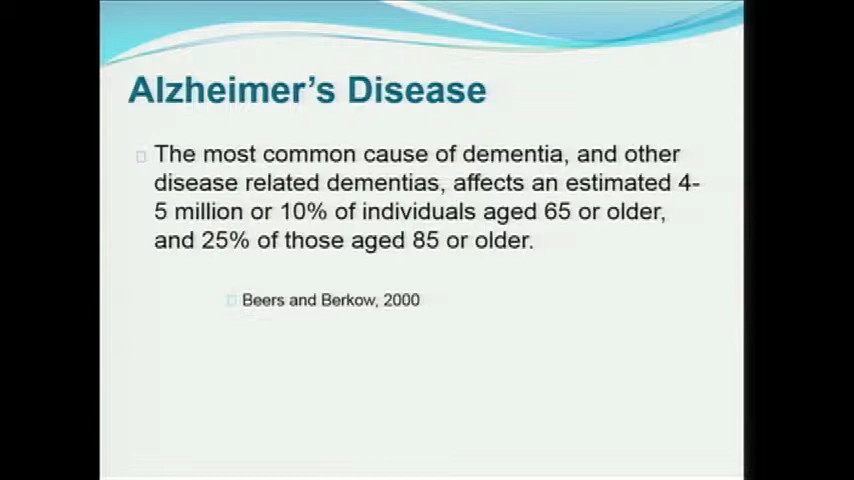 Alzheimer's Disease
The most common cause of dementia, and other
disease related dementias, affects an estimated 4-
5 million or 10% of individuals aged 65 or older,
and 25% of those aged 85 or older.
Beers and Berkow, 2000